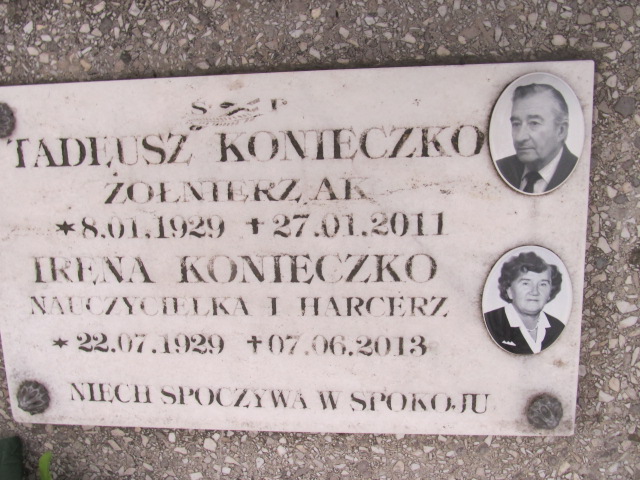 Ś P
TADEUSZ KONIECZKO
ŻOŁNIERZ AK
*8.01.1929 +27.01.2011
IRENA KONIECZKO
NAUCZYCIELKA I HARCERZ
*22.07.1929 +07.06.2013
NIECH SPOCZYWA W SPOKOJU